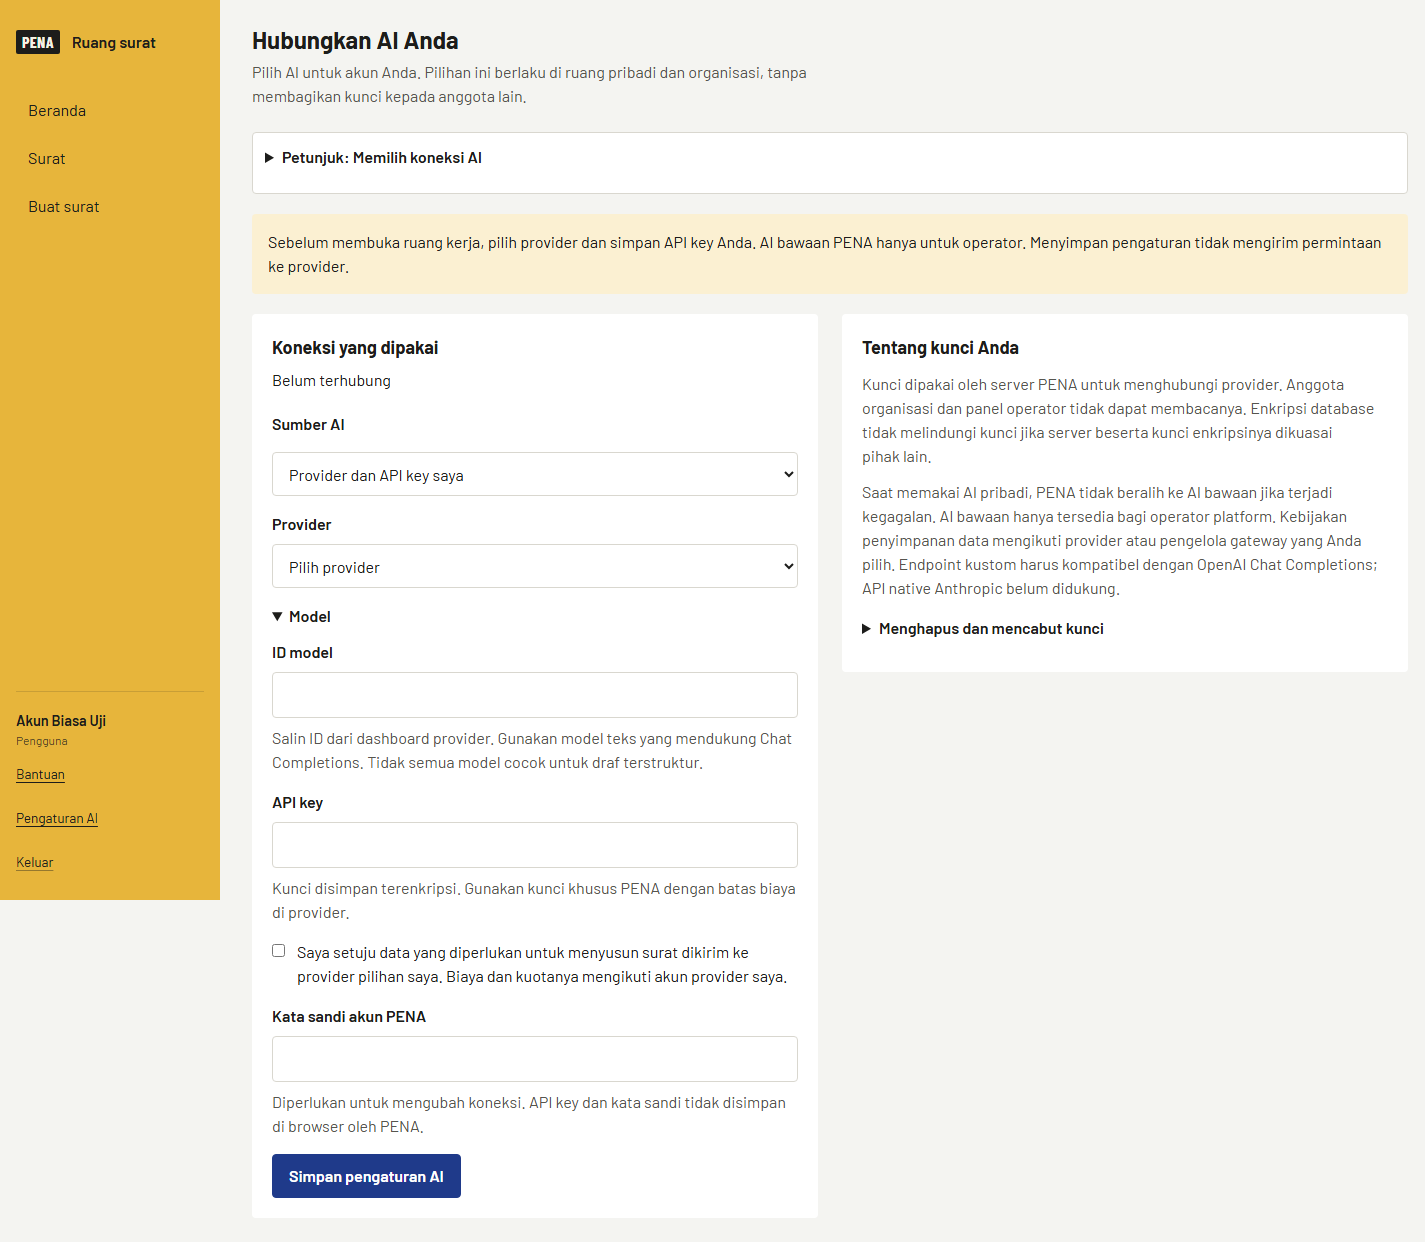 PENA Ruang surat
Beranda
Surat
Buat surat
Akun Biasa Uji
Pengguna
Bantuan
Pengaturan AI
Keluar
Hubungkan AI Anda
Pilih AI untuk akun Anda. Pilihan ini berlaku di ruang pribadi dan organisasi, tanpa
membagikan kunci kepada anggota lain.
Petunjuk: Memilih koneksi AI
Sebelum membuka ruang kerja, pilih provider dan simpan API key Anda. AI bawaan PENA hanya untuk operator. Menyimpan pengaturan tidak mengirim permintaan
ke provider.
Koneksi yang dipakai
Belum terhubung
Sumber AI
Provider dan API key saya
Provider
Pilih provider
Model
ID model
Salin ID dari dashboard provider. Gunakan model teks yang mendukung Chat
Completions. Tidak semua model cocok untuk draf terstruktur.
API key
Kunci disimpan terenkripsi. Gunakan kunci khusus PENA dengan batas biaya
di provider.
Saya setuju data yang diperlukan untuk menyusun surat dikirim ke
provider pilihan saya. Biaya dan kuotanya mengikuti akun provider saya.
Kata sandi akun PENA
Diperlukan untuk mengubah koneksi. API key dan kata sandi tidak disimpan
di browser oleh PENA.
Simpan pengaturan AI
Tentang kunci Anda
Kunci dipakai oleh server PENA untuk menghubungi provider. Anggota
organisasi dan panel operator tidak dapat membacanya. Enkripsi database
tidak melindungi kunci jika server beserta kunci enkripsinya dikuasai
pihak lain.
Saat memakai AI pribadi, PENA tidak beralih ke AI bawaan jika terjadi
kegagalan. AI bawaan hanya tersedia bagi operator platform. Kebijakan
penyimpanan data mengikuti provider atau pengelola gateway yang Anda
pilih. Endpoint kustom harus kompatibel dengan OpenAI Chat Completions;
API native Anthropic belum didukung.
Menghapus dan mencabut kunci